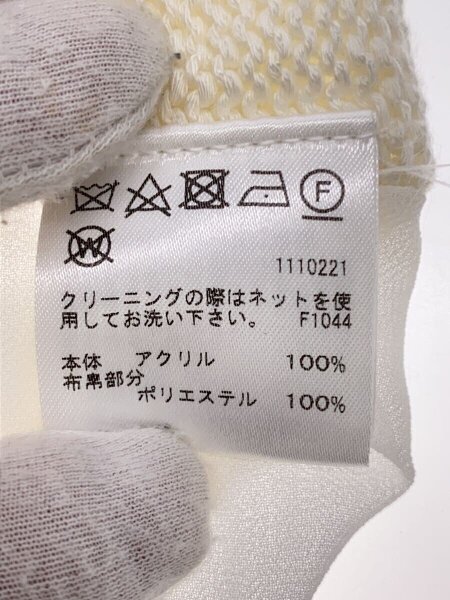 F
W
1110221
クリーニングの際はネットを使
用してお洗い下さい。 F1044
本体 アクリル 100%
布帛部分
ポリエステル 100%